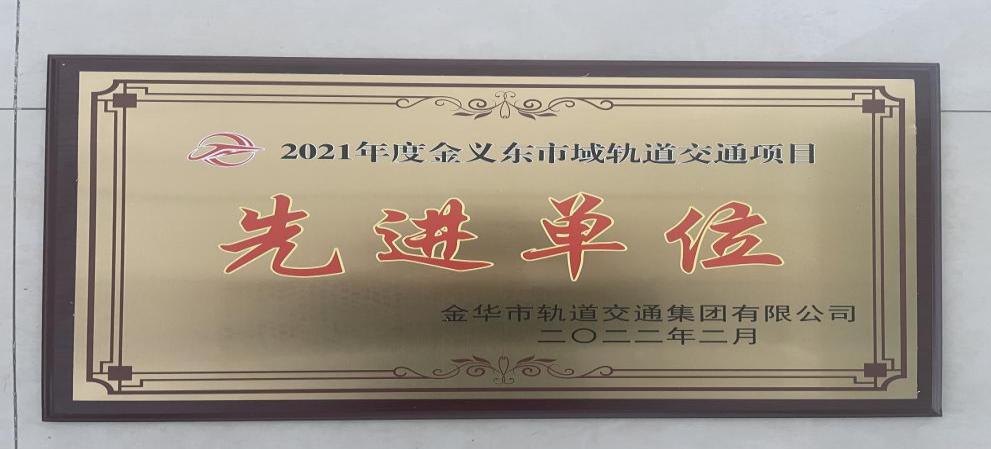 2021年度金义东市域轨道交通项目
先进单位
金华市轨道交通集团有限公司
二〇二二年二月